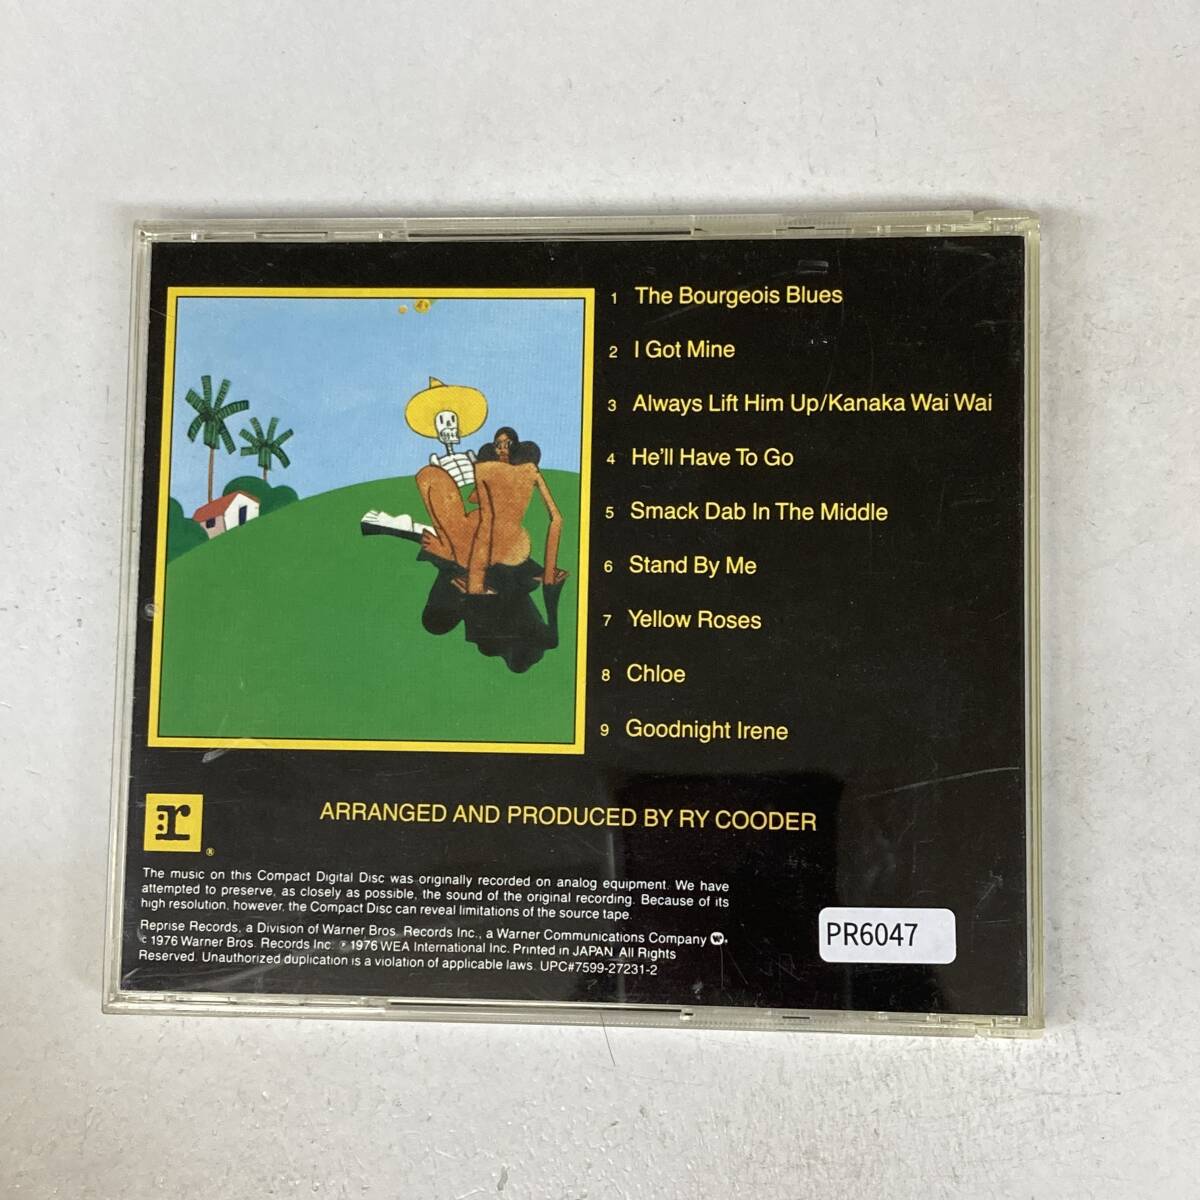 1 The Bourgeois Blues
2 I Got Mine
3 Always Lift Him Up/Kanaka Wai Wai
4 He'll Have To Go
5 Smack Dab In The Middle
6 Stand By Me
7 Yellow Roses
8 Chloe
9 Goodnight Irene
ARRANGED AND PRODUCED BY RY COODER
r
®
The music on this Compact Digital Disc was originally recorded on analog equipment. We have
attempted to preserve, as closely as possible, the sound of the original recording. Because of its
high resolution, however, the Compact Disc can reveal limitations of the source tape.
Reprise Records, a Division of Warner Bros. Records Inc., a Warner Communications Company
© 1976 Warner Bros. Records Inc. ℗ 1976 WEA International Inc. Printed in JAPAN. All Rights
Reserved. Unauthorized duplication is a violation of applicable laws. UPC#7599-27231-2
PR6047